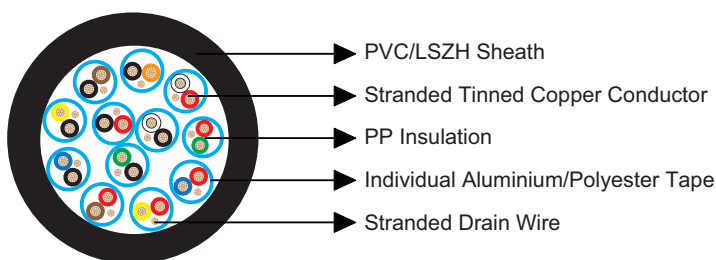 PVC/LSZH Sheath
Stranded Tinned Copper Conductor
PP Insulation
Individual Aluminium/Polyester Tape
Stranded Drain Wire